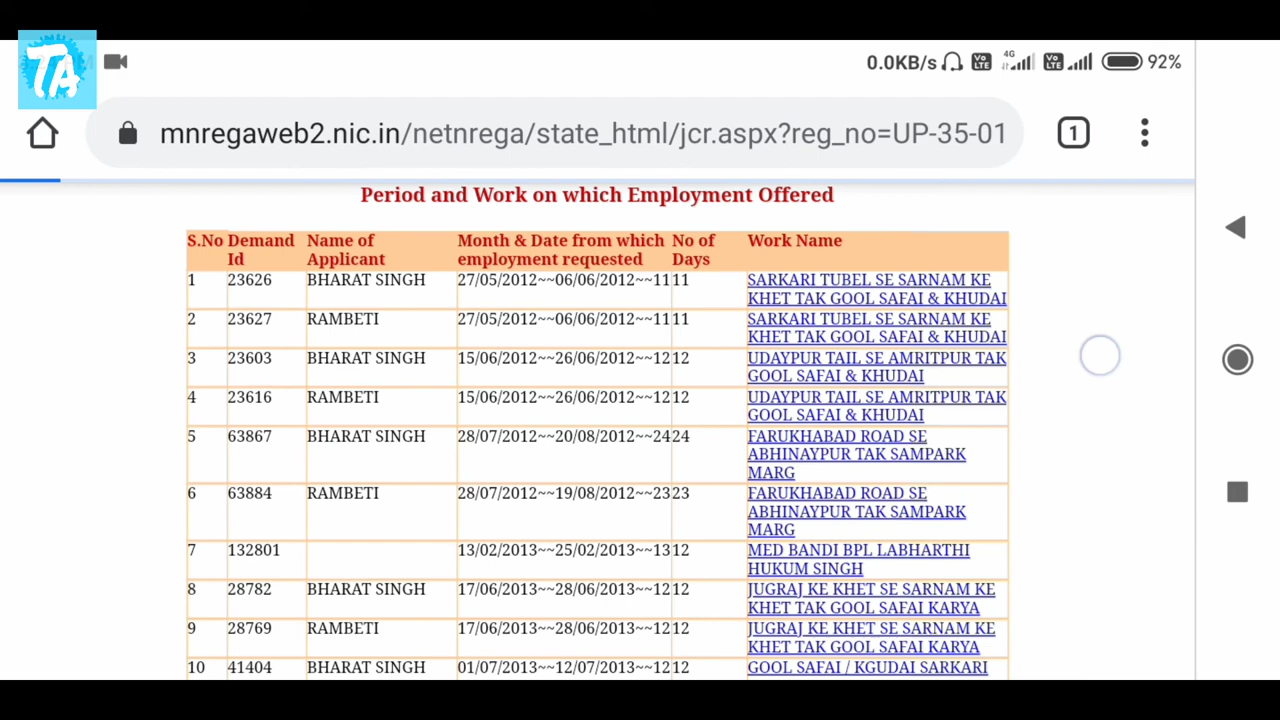 TA
0.0KB/s 4G Vo LTE Vo LTE 92%
mnregaweb2.nic.in/netnrega/state_html/jcr.aspx?reg_no=UP-35-01 1
Period and Work on which Employment Offered
S.No Demand Id Name of Applicant Month & Date from which employment requested No of Days Work Name
1 23626 BHARAT SINGH 27/05/2012~~06/06/2012~~11 11 SARKARI TUBEL SE SARNAM KE
KHET TAK GOOL SAFAI & KHUDAI
2 23627 RAMBETI 27/05/2012~~06/06/2012~~11 11 SARKARI TUBEL SE SARNAM KE
KHET TAK GOOL SAFAI & KHUDAI
3 23603 BHARAT SINGH 15/06/2012~~26/06/2012~~12 12 UDAYPUR TAIL SE AMRITPUR TAK
GOOL SAFAI & KHUDAI
4 23616 RAMBETI 15/06/2012~~26/06/2012~~12 12 UDAYPUR TAIL SE AMRITPUR TAK
GOOL SAFAI & KHUDAI
5 63867 BHARAT SINGH 28/07/2012~~20/08/2012~~24 24 FARUKHABAD ROAD SE
ABHINAYPUR TAK SAMPARK
MARG
6 63884 RAMBETI 28/07/2012~~19/08/2012~~23 23 FARUKHABAD ROAD SE
ABHINAYPUR TAK SAMPARK
MARG
7 132801 13/02/2013~~25/02/2013~~13 12 MED BANDI BPL LABHARTHI
HUKUM SINGH
8 28782 BHARAT SINGH 17/06/2013~~28/06/2013~~12 12 JUGRAJ KE KHET SE SARNAM KE
KHET TAK GOOL SAFAI KARYA
9 28769 RAMBETI 17/06/2013~~28/06/2013~~12 12 JUGRAJ KE KHET SE SARNAM KE
KHET TAK GOOL SAFAI KARYA
10 41404 BHARAT SINGH 01/07/2013~~12/07/2013~~12 12 GOOL SAFAI / KGUDAI SARKARI